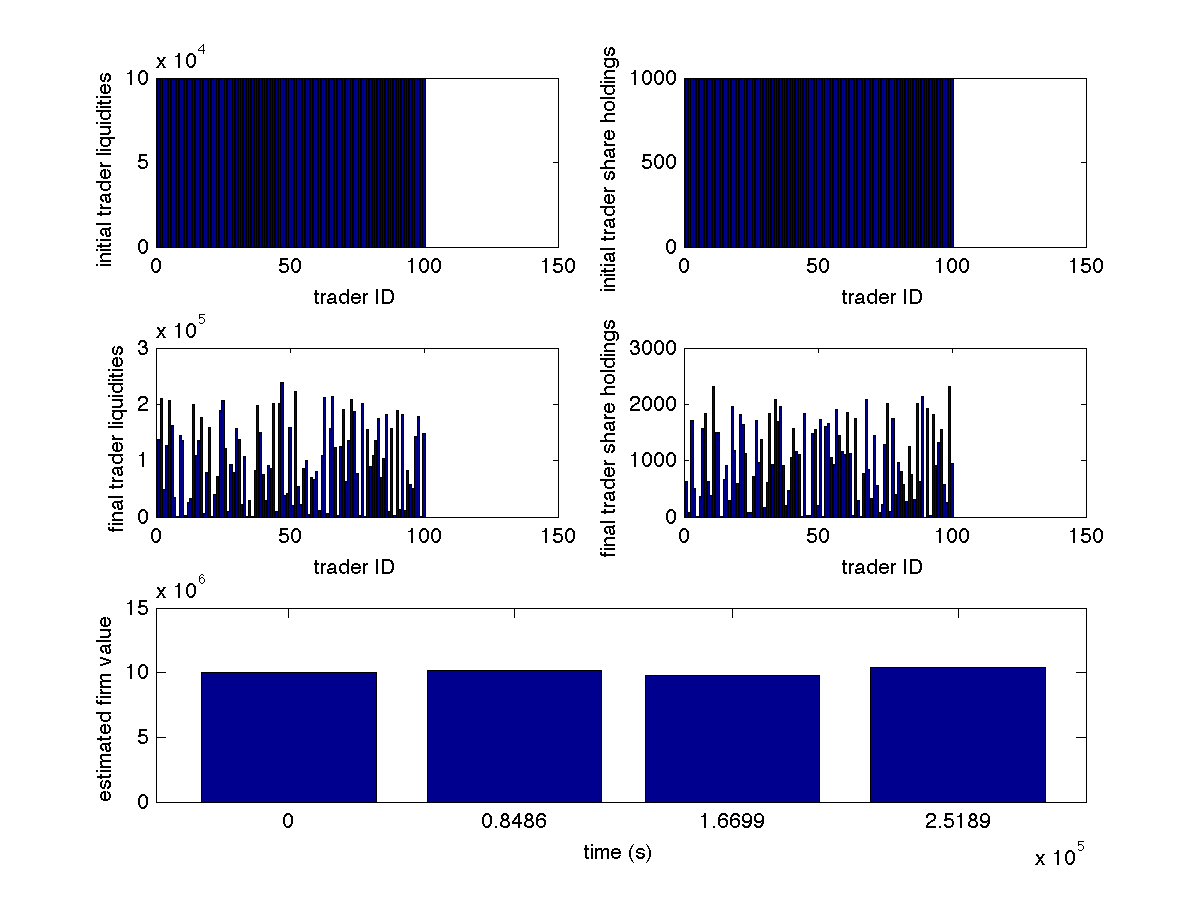 x 10^4
10
5
0
initial trader liquidities
0 50 100 150
trader ID
1000
500
0
initial trader share holdings
0 50 100 150
trader ID
x 10^5
3
2
1
0
final trader liquidities
0 50 100 150
trader ID
3000
2000
1000
0
final trader share holdings
0 50 100 150
trader ID
x 10^6
15
10
5
0
estimated firm value
0 0.8486 1.6699 2.5189
time (s)
x 10^5